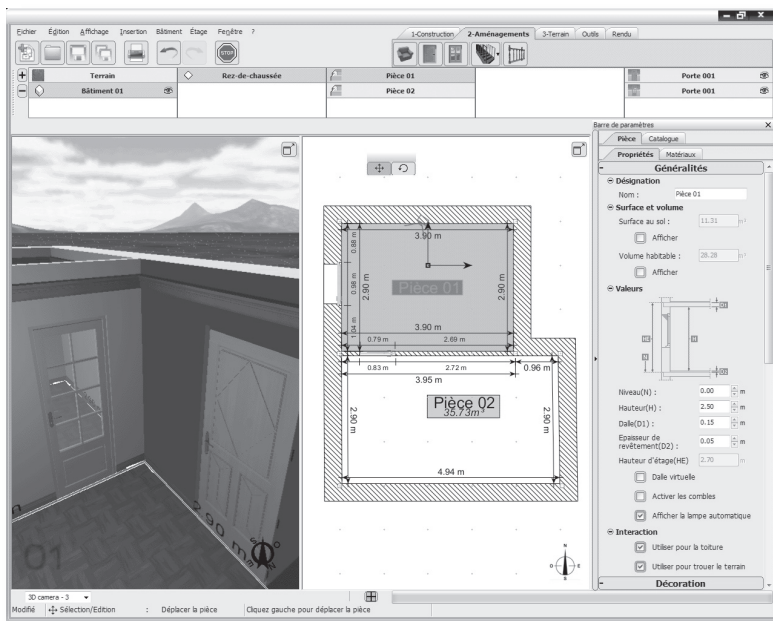 Fichier Édition Affichage Insertion Bâtiment Étage Fenêtre ?
1-Construction 2-Aménagements 3-Terrain Outils Rendu
STOP
Terrain Rez-de-chaussée Pièce 01 Porte 001
Bâtiment 01 Pièce 02 Porte 001
Barre de paramètres
Pièce Catalogue
Propriétés Matériaux
Généralités
Désignation
Nom : Pièce 01
Surface et volume
Surface au sol : 11.31 m²
Afficher
Volume habitable : 28.28 m³
Afficher
Valeurs
Niveau(N) : 0.00 m
Hauteur(H) : 2.50 m
Dalle(D1) : 0.15 m
Epaisseur de
revêtement(D2) : 0.05 m
Hauteur d'étage(HE) 2.70 m
Dalle virtuelle
Activer les combles
Afficher la lampe automatique
Interaction
Utiliser pour la toiture
Utiliser pour trouer le terrain
Décoration
3.90 m
0.88 m
0.98 m
1.04 m
2.90 m
Pièce 01
2.90 m
3.90 m
0.79 m 2.69 m
0.83 m 2.72 m 0.96 m
3.95 m
Pièce 02
35.73m³
2.90 m
2.90 m
4.94 m
N
O E
S
01
2.90 m
S O
N E
3D camera - 3
Modifié Sélection/Edition : Déplacer la pièce Cliquez gauche pour déplacer la pièce